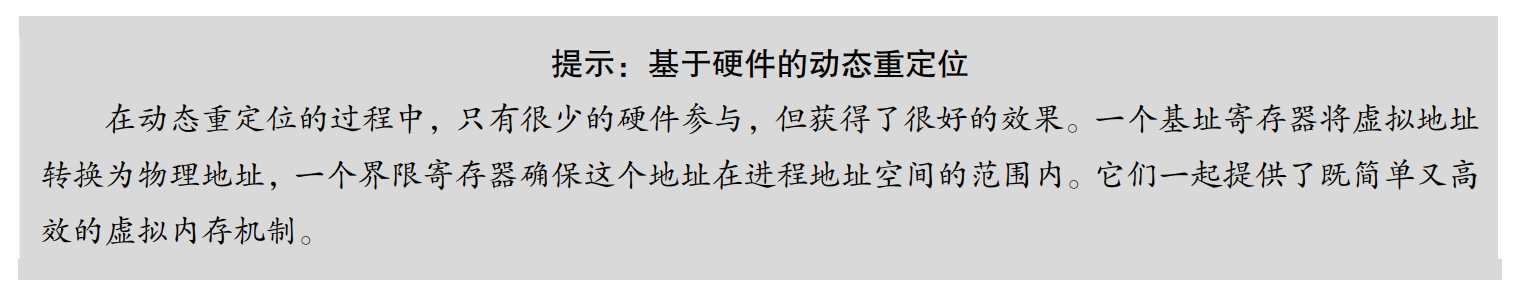 提示：基于硬件的动态重定位
在动态重定位的过程中，只有很少的硬件参与，但获得了很好的效果。一个基址寄存器将虚拟地址
转换为物理地址，一个界限寄存器确保这个地址在进程地址空间的范围内。它们一起提供了既简单又高
效的虚拟内存机制。